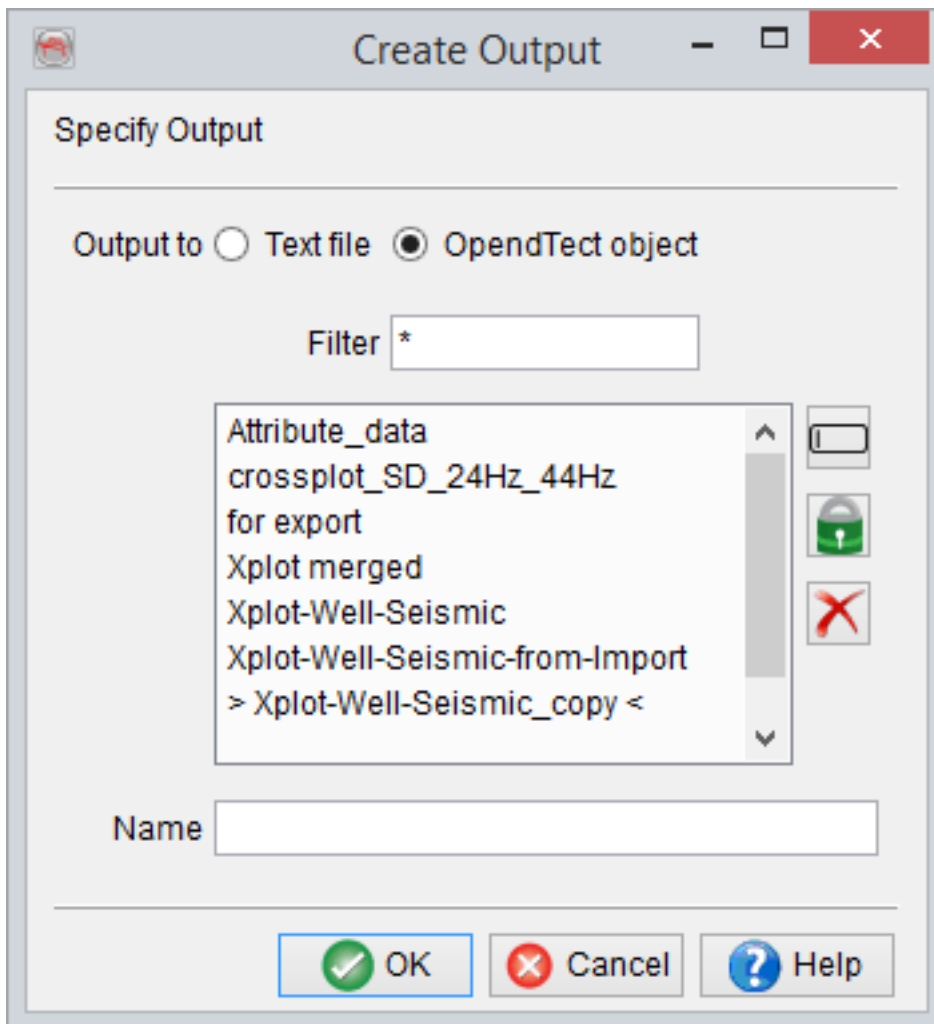 Create Output
Specify Output
Output to Text file OpendTect object
Filter *
Attribute_data
crossplot_SD_24Hz_44Hz
for export
Xplot merged
Xplot-Well-Seismic
Xplot-Well-Seismic-from-Import
> Xplot-Well-Seismic_copy <
Name
OK Cancel Help